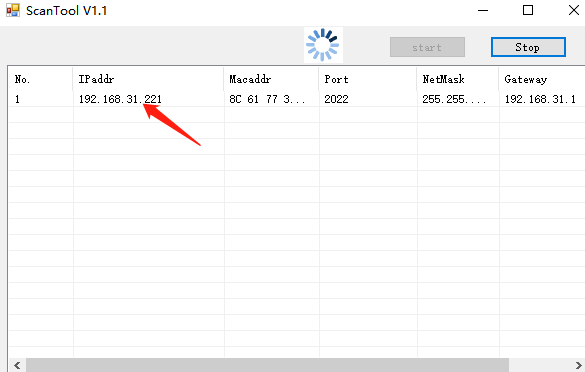 ScanTool V1.1
start Stop
No. IPaddr Macaddr Port NetMask Gateway
1 192.168.31.221 8C 61 77 3... 2022 255.255.... 192.168.31.1